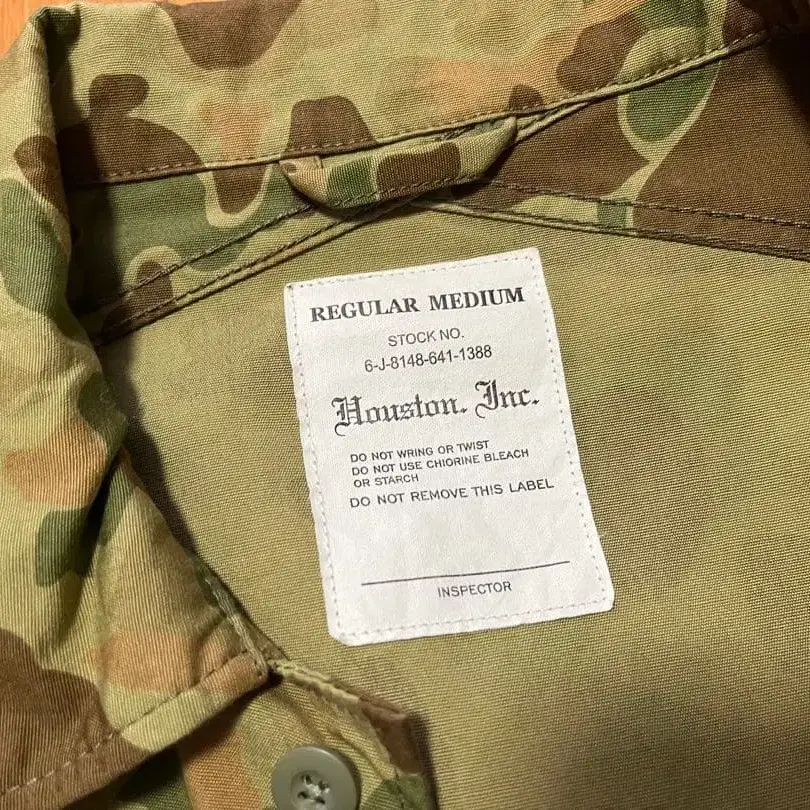 REGULAR MEDIUM
STOCK NO.
6-J-8148-641-1388
Houston. Inc.
DO NOT WRING OR TWIST
DO NOT USE CHIORINE BLEACH
OR STARCH
DO NOT REMOVE THIS LABEL
INSPECTOR